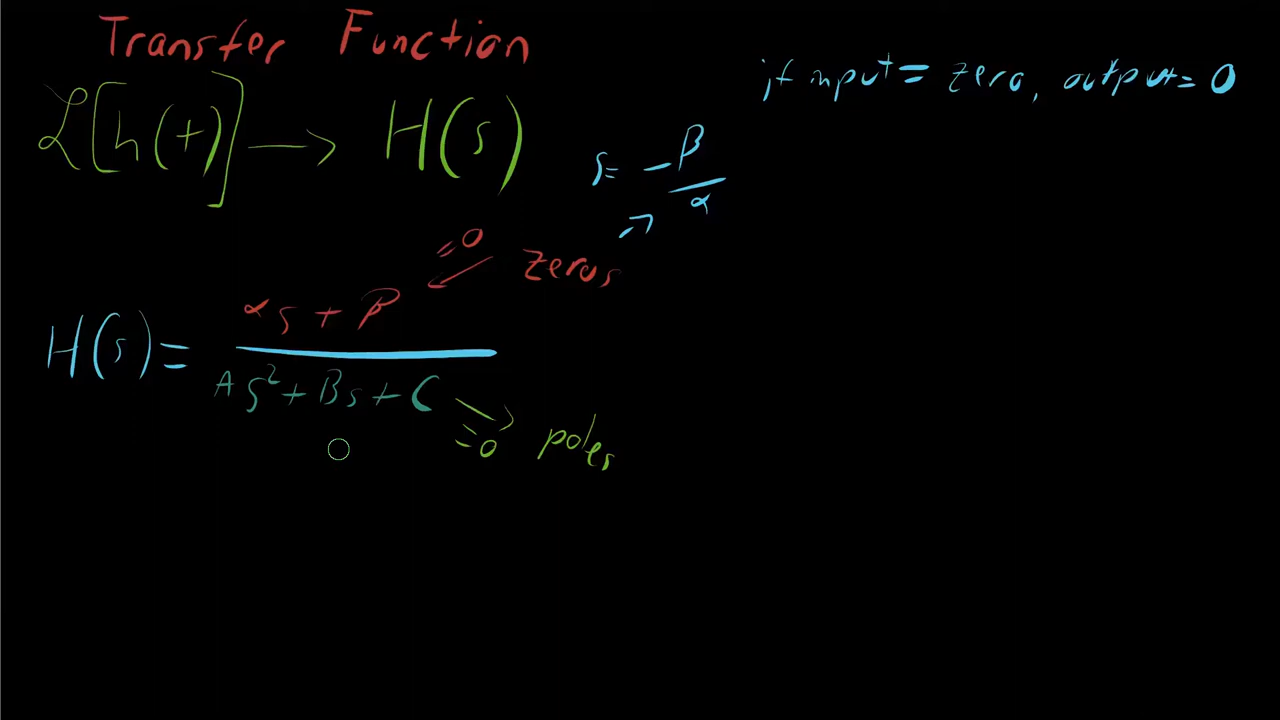 Transfer Function
if input = zero, output = 0
ℒ[h(t)] → H(s)
s = -β/α
=0 zeros
H(s) = αs + β / As² + Bs + C
=0 poles